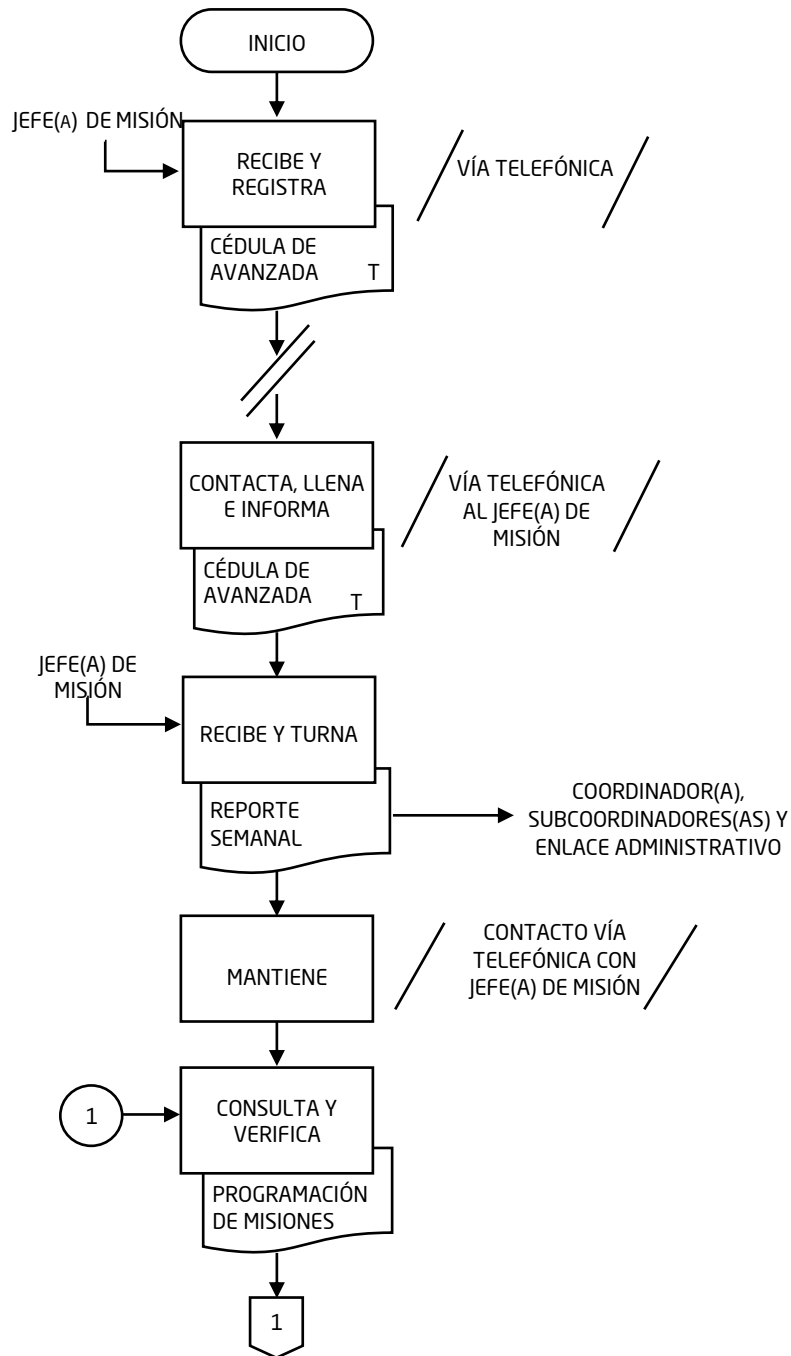 INICIO
JEFE(A) DE MISIÓN
RECIBE Y
REGISTRA
VÍA TELEFÓNICA
CÉDULA DE
AVANZADA T
CONTACTA, LLENA
E INFORMA
VÍA TELEFÓNICA
AL JEFE(A) DE
MISIÓN
CÉDULA DE
AVANZADA T
JEFE(A) DE
MISIÓN
RECIBE Y TURNA
REPORTE
SEMANAL
COORDINADOR(A),
SUBCOORDINADORES(AS) Y
ENLACE ADMINISTRATIVO
MANTIENE
CONTACTO VÍA
TELEFÓNICA CON
JEFE(A) DE MISIÓN
1
CONSULTA Y
VERIFICA
PROGRAMACIÓN
DE MISIONES
1